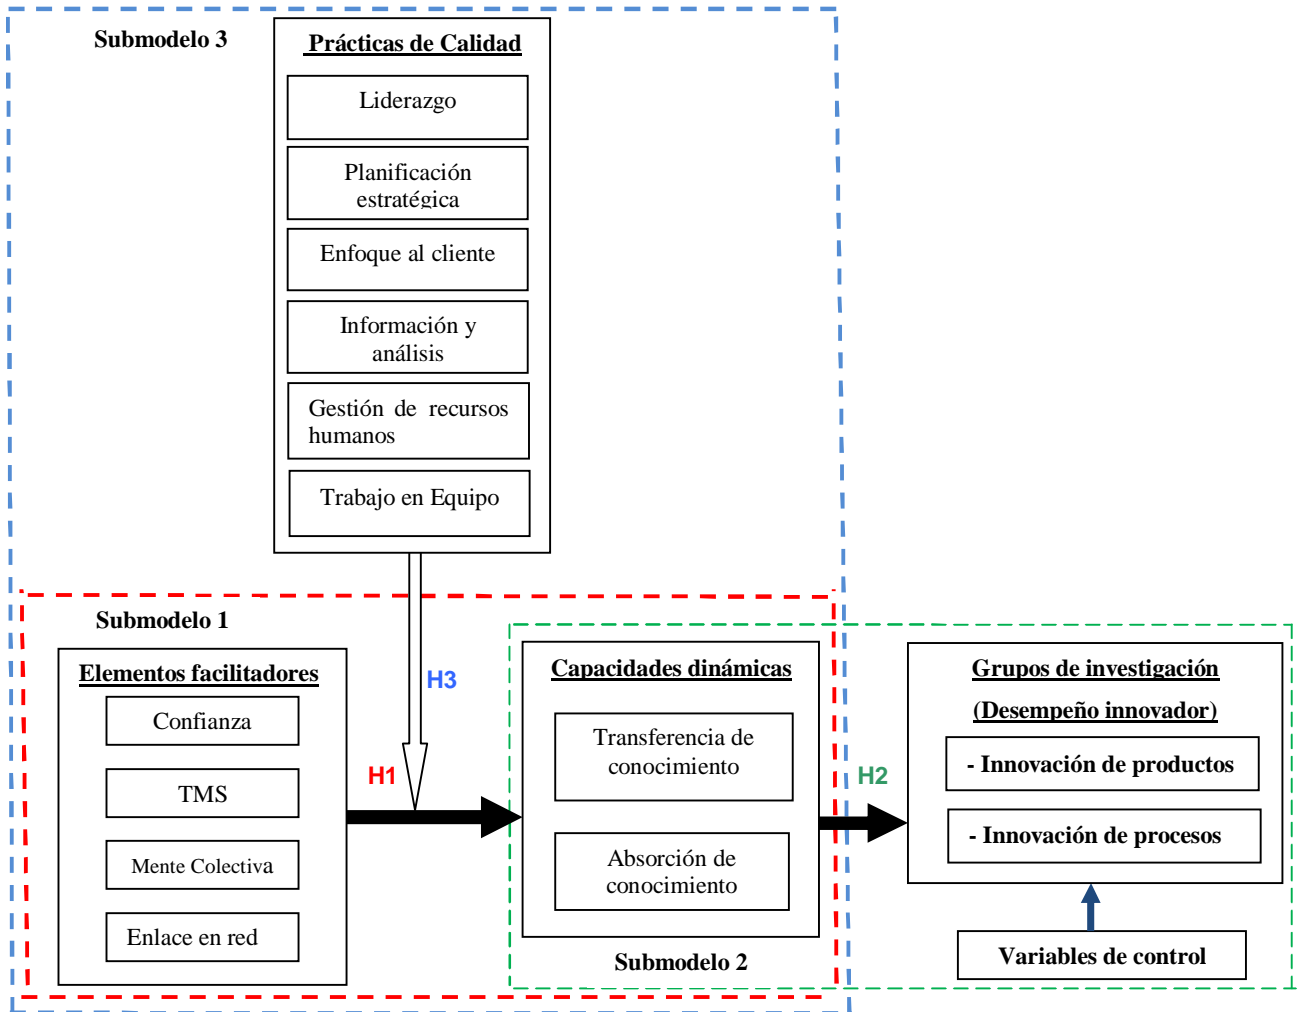 Submodelo 3
Prácticas de Calidad
Liderazgo
Planificación
estratégica
Enfoque al cliente
Información y
análisis
Gestión de recursos
humanos
Trabajo en Equipo
Submodelo 1
Elementos facilitadores
Confianza
TMS
Mente Colectiva
Enlace en red
H3
H1
Capacidades dinámicas
Transferencia de
conocimiento
Absorción de
conocimiento
Submodelo 2
H2
Grupos de investigación
(Desempeño innovador)
- Innovación de productos
- Innovación de procesos
Variables de control